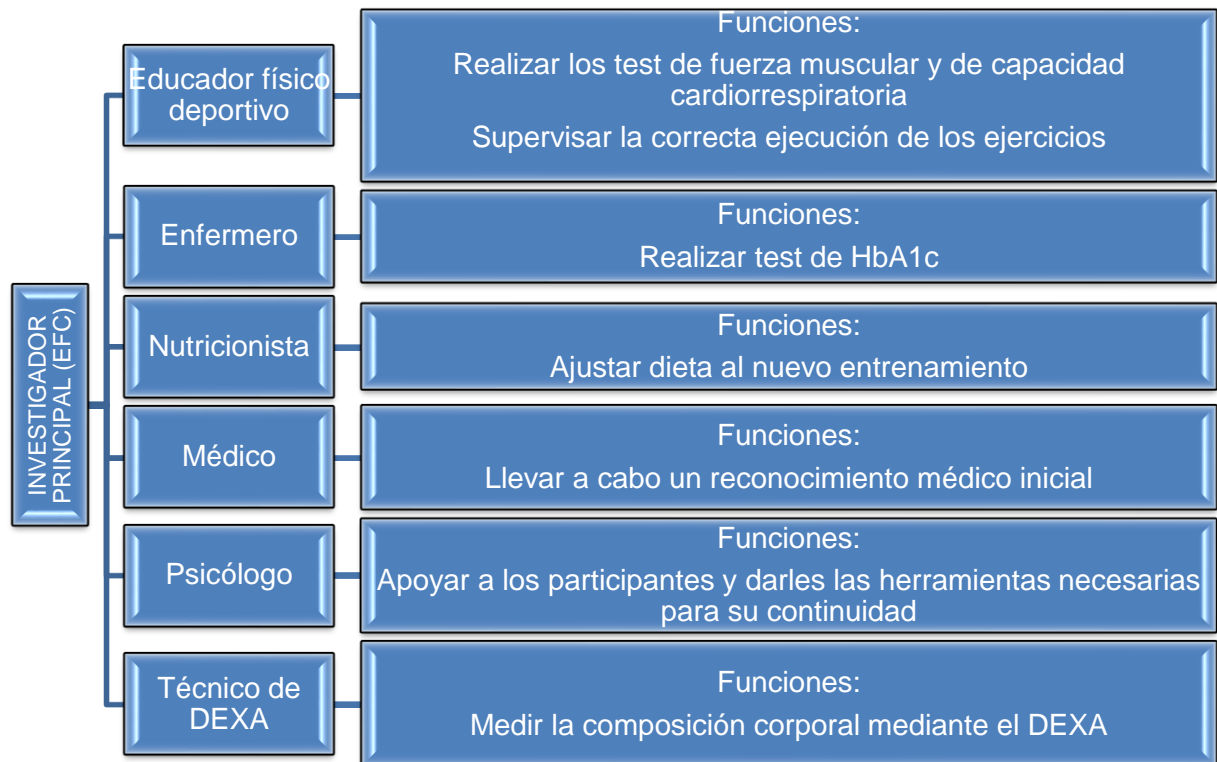 INVESTIGADOR
PRINCIPAL (EFC)
Educador físico
deportivo
Funciones:
Realizar los test de fuerza muscular y de capacidad
cardiorrespiratoria
Supervisar la correcta ejecución de los ejercicios
Enfermero
Funciones:
Realizar test de HbA1c
Nutricionista
Funciones:
Ajustar dieta al nuevo entrenamiento
Médico
Funciones:
Llevar a cabo un reconocimiento médico inicial
Psicólogo
Funciones:
Apoyar a los participantes y darles las herramientas necesarias
para su continuidad
Técnico de
DEXA
Funciones:
Medir la composición corporal mediante el DEXA